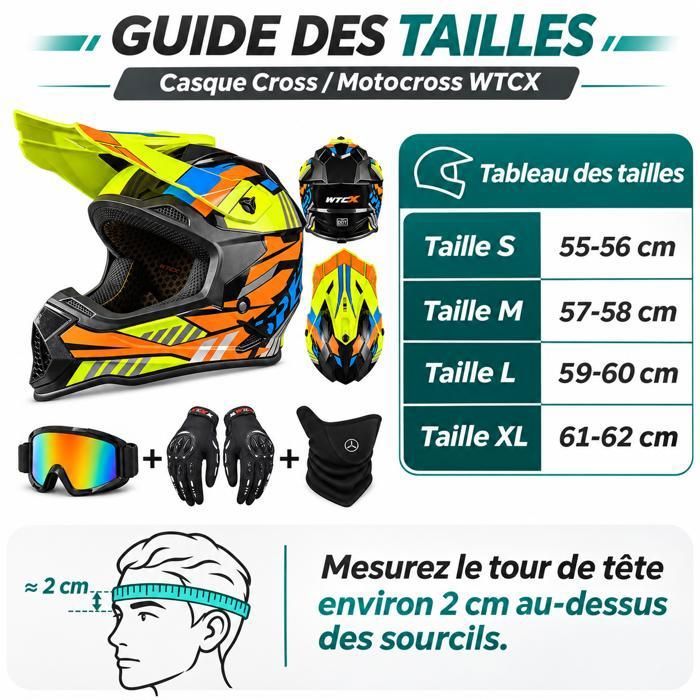 GUIDE DES TAILLES
Casque Cross / Motocross WTCX
WTCX
Tableau des tailles
Taille S 55-56 cm
Taille M 57-58 cm
Taille L 59-60 cm
Taille XL 61-62 cm
≈ 2 cm
Mesurez le tour de tête
environ 2 cm au-dessus
des sourcils.